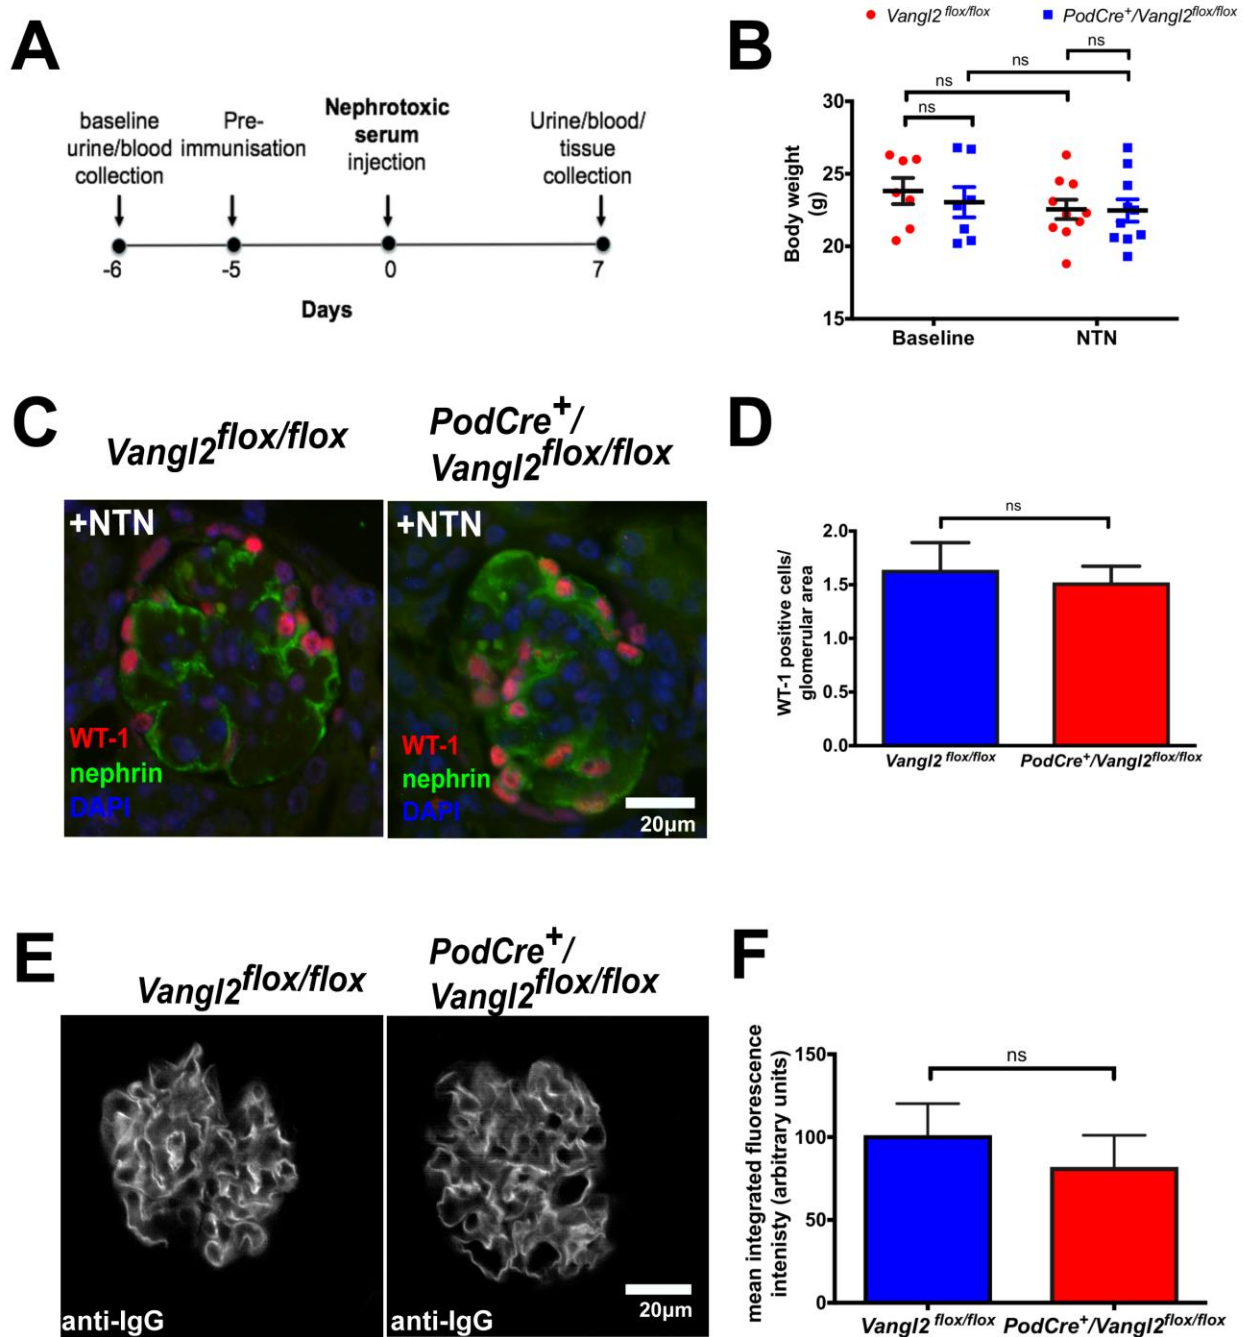 A
baseline
urine/blood
collection
Pre-
immunisation
Nephrotoxic
serum
injection
Urine/blood/
tissue
collection
-6
-5
0
7
Days
B
Vangl2 flox/flox
PodCre+/Vangl2flox/flox
ns
ns
ns
ns
Body weight
(g)
30
25
20
15
Baseline
NTN
C
Vangl2flox/flox
PodCre+/
Vangl2flox/flox
+NTN
WT-1
nephrin
DAPI
+NTN
WT-1
nephrin
DAPI
20µm
D
ns
WT-1 positive cells/
glomerular area
2.0
1.5
1.0
0.5
0.0
Vangl2 flox/flox
PodCre+/Vangl2flox/flox
E
Vangl2flox/flox
PodCre+/
Vangl2flox/flox
anti-IgG
anti-IgG
20µm
F
ns
mean integrated fluorescence
intenisty (arbitrary units)
150
100
50
0
Vangl2 flox/flox
PodCre+/Vangl2flox/flox